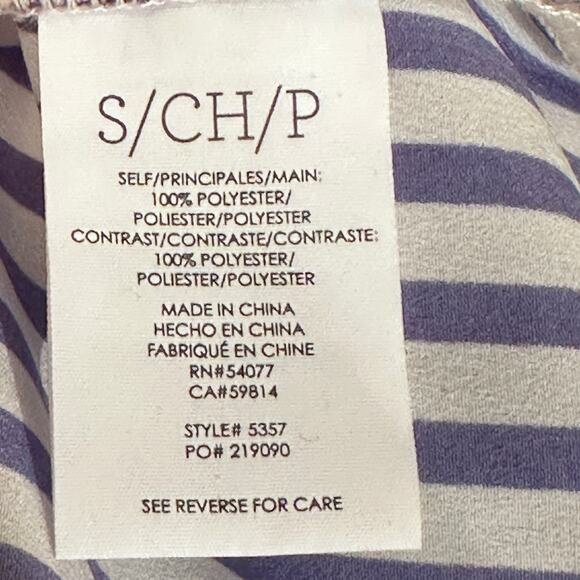 S/CH/P
SELF/PRINCIPALES/MAIN:
100% POLYESTER/
POLIESTER/POLYESTER
CONTRAST/CONTRASTE/CONTRASTE:
100% POLYESTER/
POLIESTER/POLYESTER
MADE IN CHINA
HECHO EN CHINA
FABRIQUÉ EN CHINE
RN#54077
CA#59814
STYLE# 5357
PO# 219090
SEE REVERSE FOR CARE